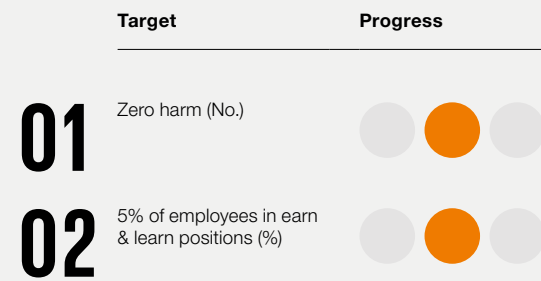 Target Progress
01 Zero harm (No.)
02 5% of employees in earn
& learn positions (%)